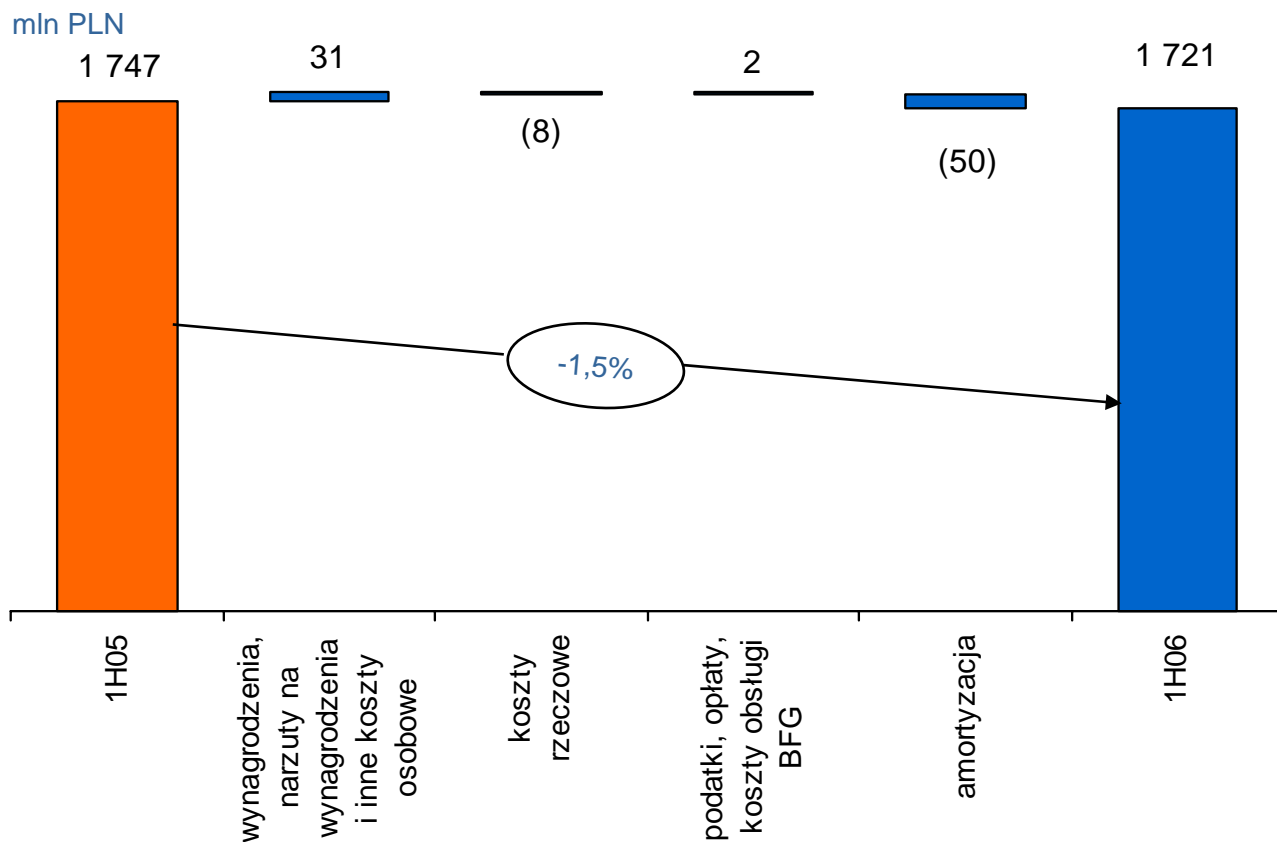 mln PLN
1 747
31
(8)
2
(50)
1 721
-1,5%
1H05
wynagrodzenia,
narzuty na
wynagrodzenia
i inne koszty
osobowe
koszty
rzeczowe
podatki, opłaty,
koszty obsługi
BFG
amortyzacja
1H06